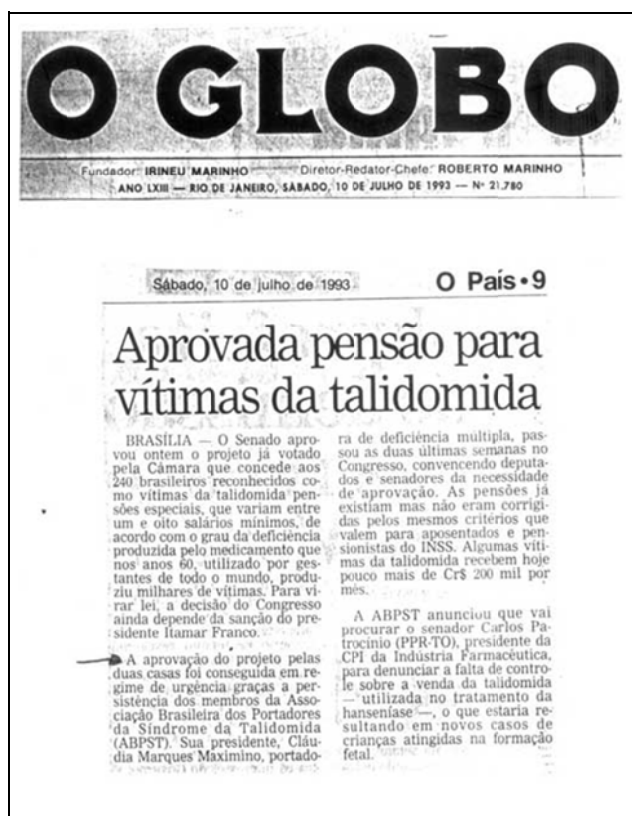 O GLOBO
Fundador: IRINEU MARINHO Diretor-Redator-Chefe: ROBERTO MARINHO
ANO LXIII — RIO DE JANEIRO, SÁBADO, 10 DE JULHO DE 1993 — Nº 21.780
Sábado, 10 de julho de 1993 O País • 9
Aprovada pensão para
vítimas da talidomida
BRASÍLIA — O Senado apro-
vou ontem o projeto já votado
pela Câmara que concede aos
240 brasileiros reconhecidos co-
mo vítimas da talidomida pen-
sões especiais, que variam entre
um e oito salários mínimos, de
acordo com o grau da deficiência
produzida pelo medicamento que
nos anos 60, utilizado por ges-
tantes de todo o mundo, produ-
ziu milhares de vítimas. Para vi-
rar lei, a decisão do Congresso
ainda depende da sanção do pre-
sidente Itamar Franco.
A aprovação do projeto pelas
duas casas foi conseguida em re-
gime de urgência graças a per-
sistência dos membros da Asso-
ciação Brasileira dos Portadores
da Síndrome da Talidomida
(ABPST). Sua presidente, Cláu-
dia Marques Maximino, portado-
ra de deficiência múltipla, pas-
sou as duas últimas semanas no
Congresso, convencendo deputa-
dos e senadores da necessidade
de aprovação. As pensões já
existiam mas não eram corrigi-
das pelos mesmos critérios que
valem para aposentados e pen-
sionistas do INSS. Algumas víti-
mas da talidomida recebem hoje
pouco mais de Cr$ 200 mil por
mês.
A ABPST anunciou que vai
procurar o senador Carlos Pa-
trocínio (PPR-TO), presidente da
CPI da Indústria Farmacêutica,
para denunciar a falta de contro-
le sobre a venda da talidomida
— utilizada no tratamento da
hanseníase —, o que estaria re-
sultando em novos casos de
crianças atingidas na formação
fetal.